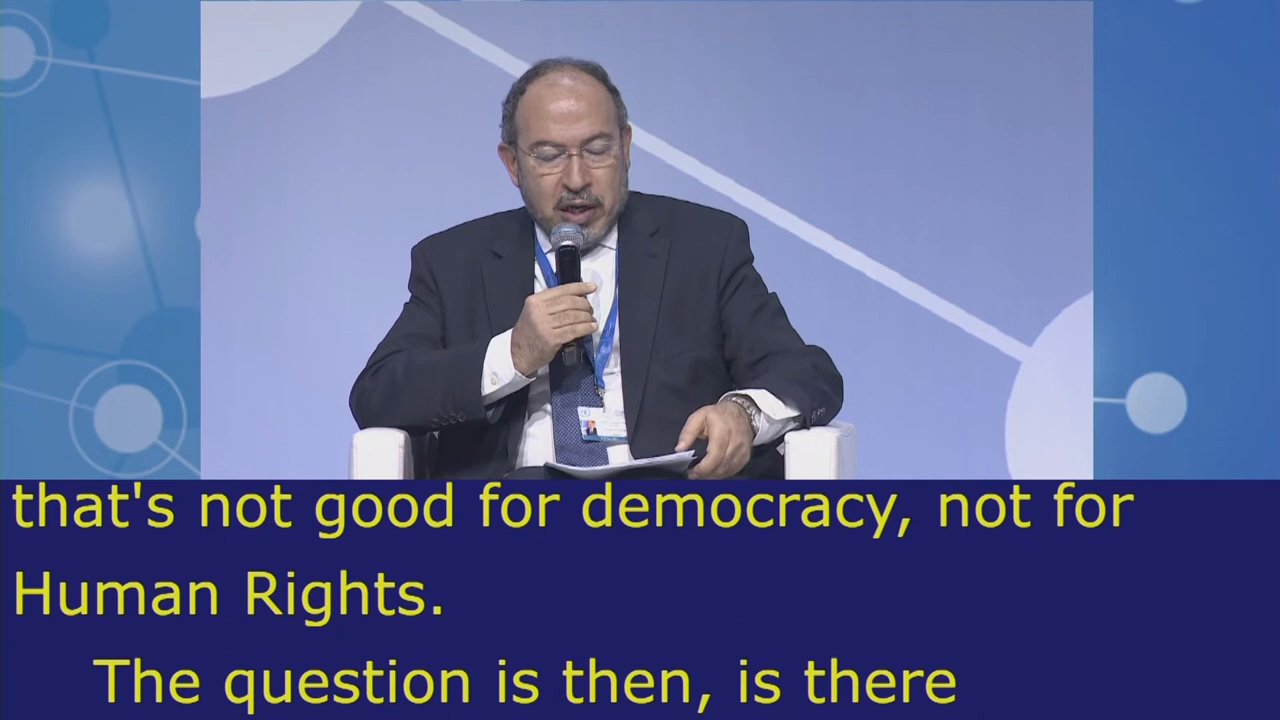 that's not good for democracy, not for
Human Rights.
The question is then, is there